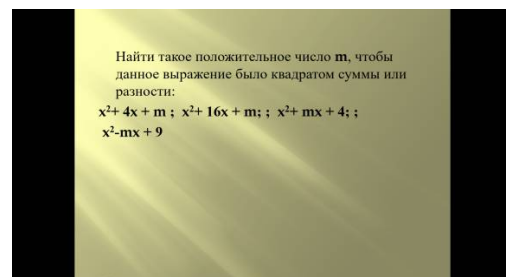 Найти такое положительное число m, чтобы
данное выражение было квадратом суммы или
разности:
x²+ 4x + m ; x²+ 16x + m; ; x²+ mx + 4; ;
x²-mx + 9